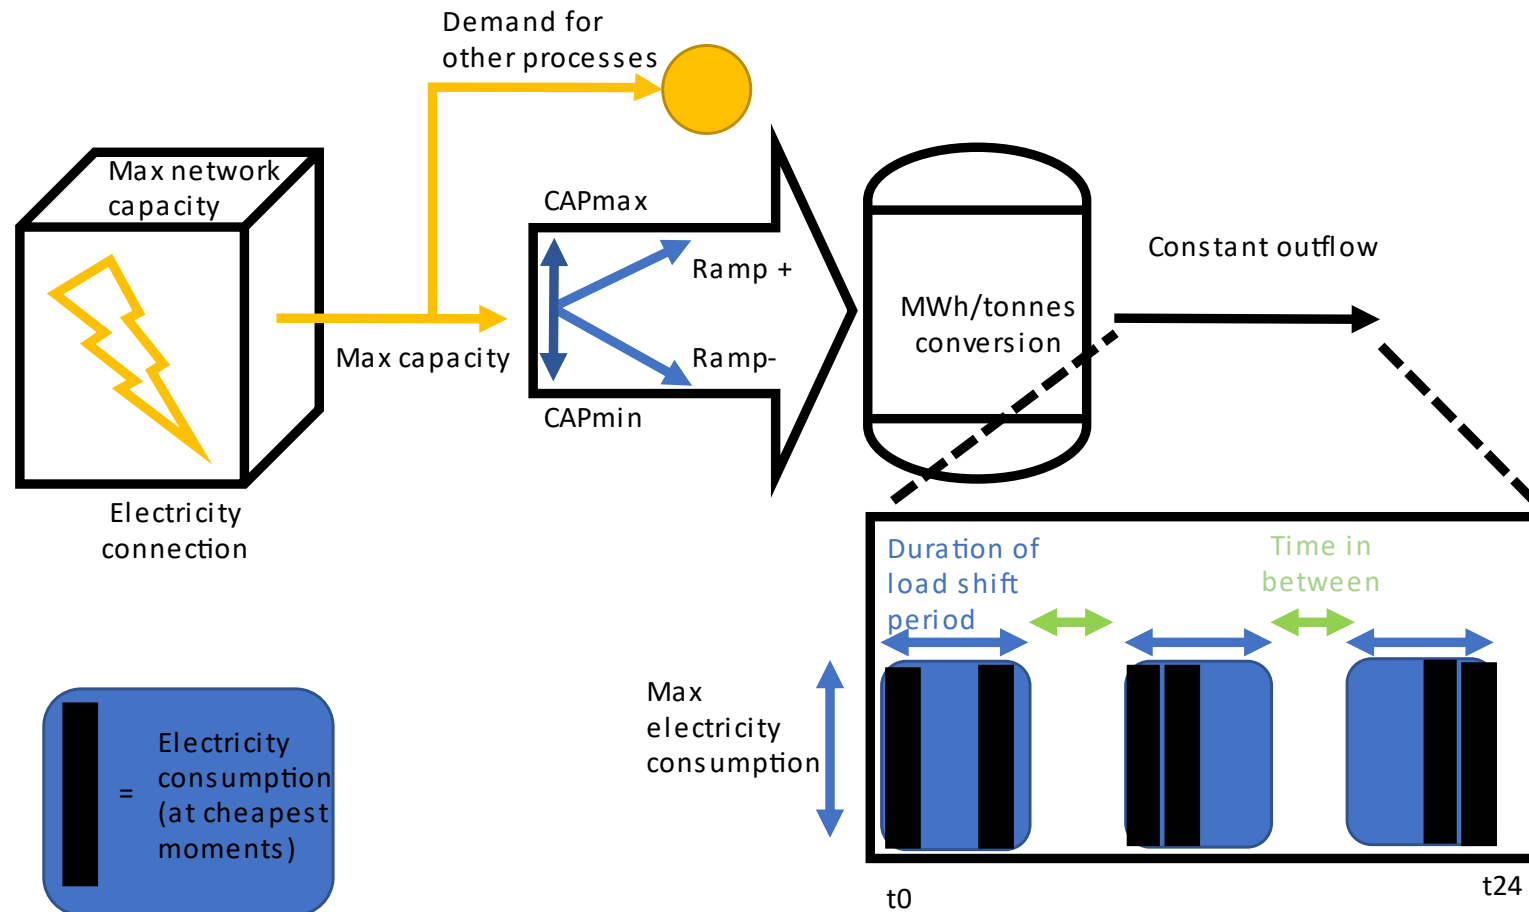 Demand for
other processes
Max network
capacity
CAPmax
Ramp +
Constant outflow
MWh/tonnes
conversion
Max capacity
Ramp-
CAPmin
Electricity
connection
Duration of
load shift
period
Time in
between
Max
electricity
consumption
Electricity
consumption
=
(at cheapest
moments)
t0
t24